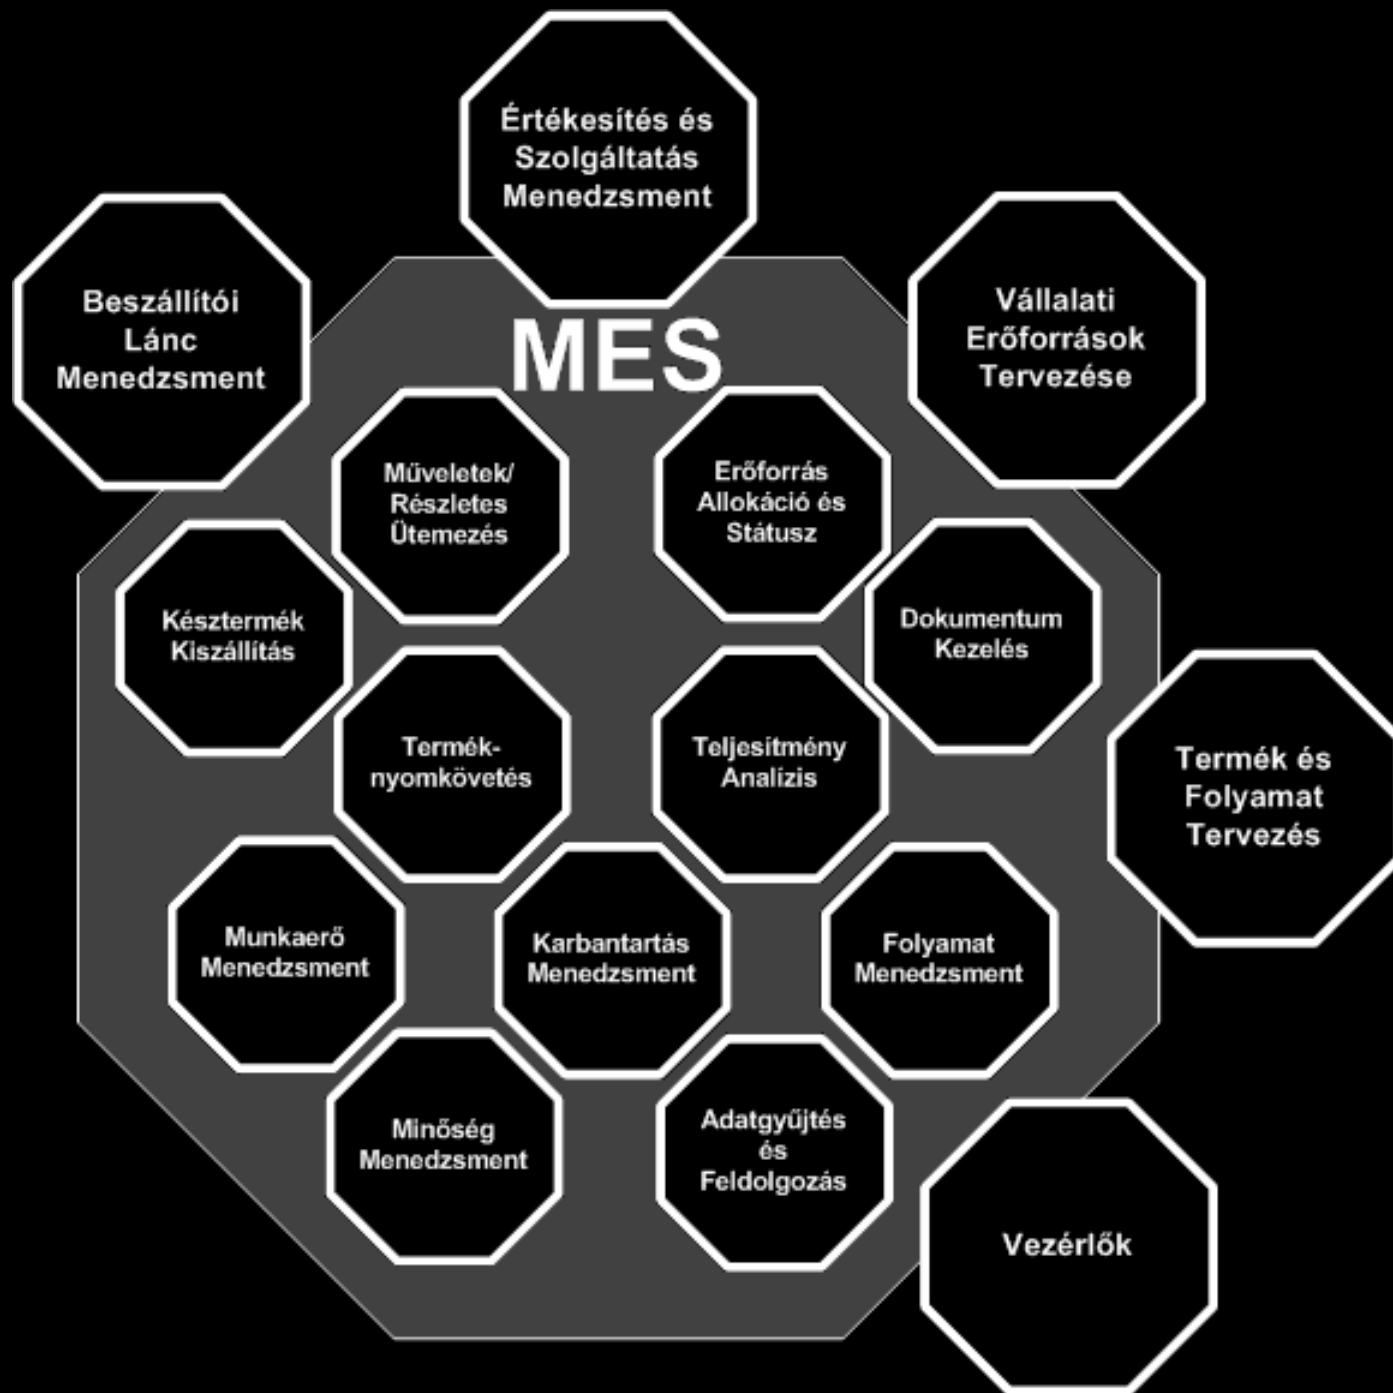 Értékesítés és
Szolgáltatás
Menedzsment
Beszállítói
Lánc
Menedzsment
Vállalati
Erőforrások
Tervezése
MES
Műveletek/
Részletes
Ütemezés
Erőforrás
Allokáció és
Státusz
Késztermék
Kiszállítás
Dokumentum
Kezelés
Termék-
nyomkövetés
Teljesítmény
Analízis
Termék és
Folyamat
Tervezés
Munkaerő
Menedzsment
Karbantartás
Menedzsment
Folyamat
Menedzsment
Minőség
Menedzsment
Adatgyűjtés
és
Feldolgozás
Vezérlők